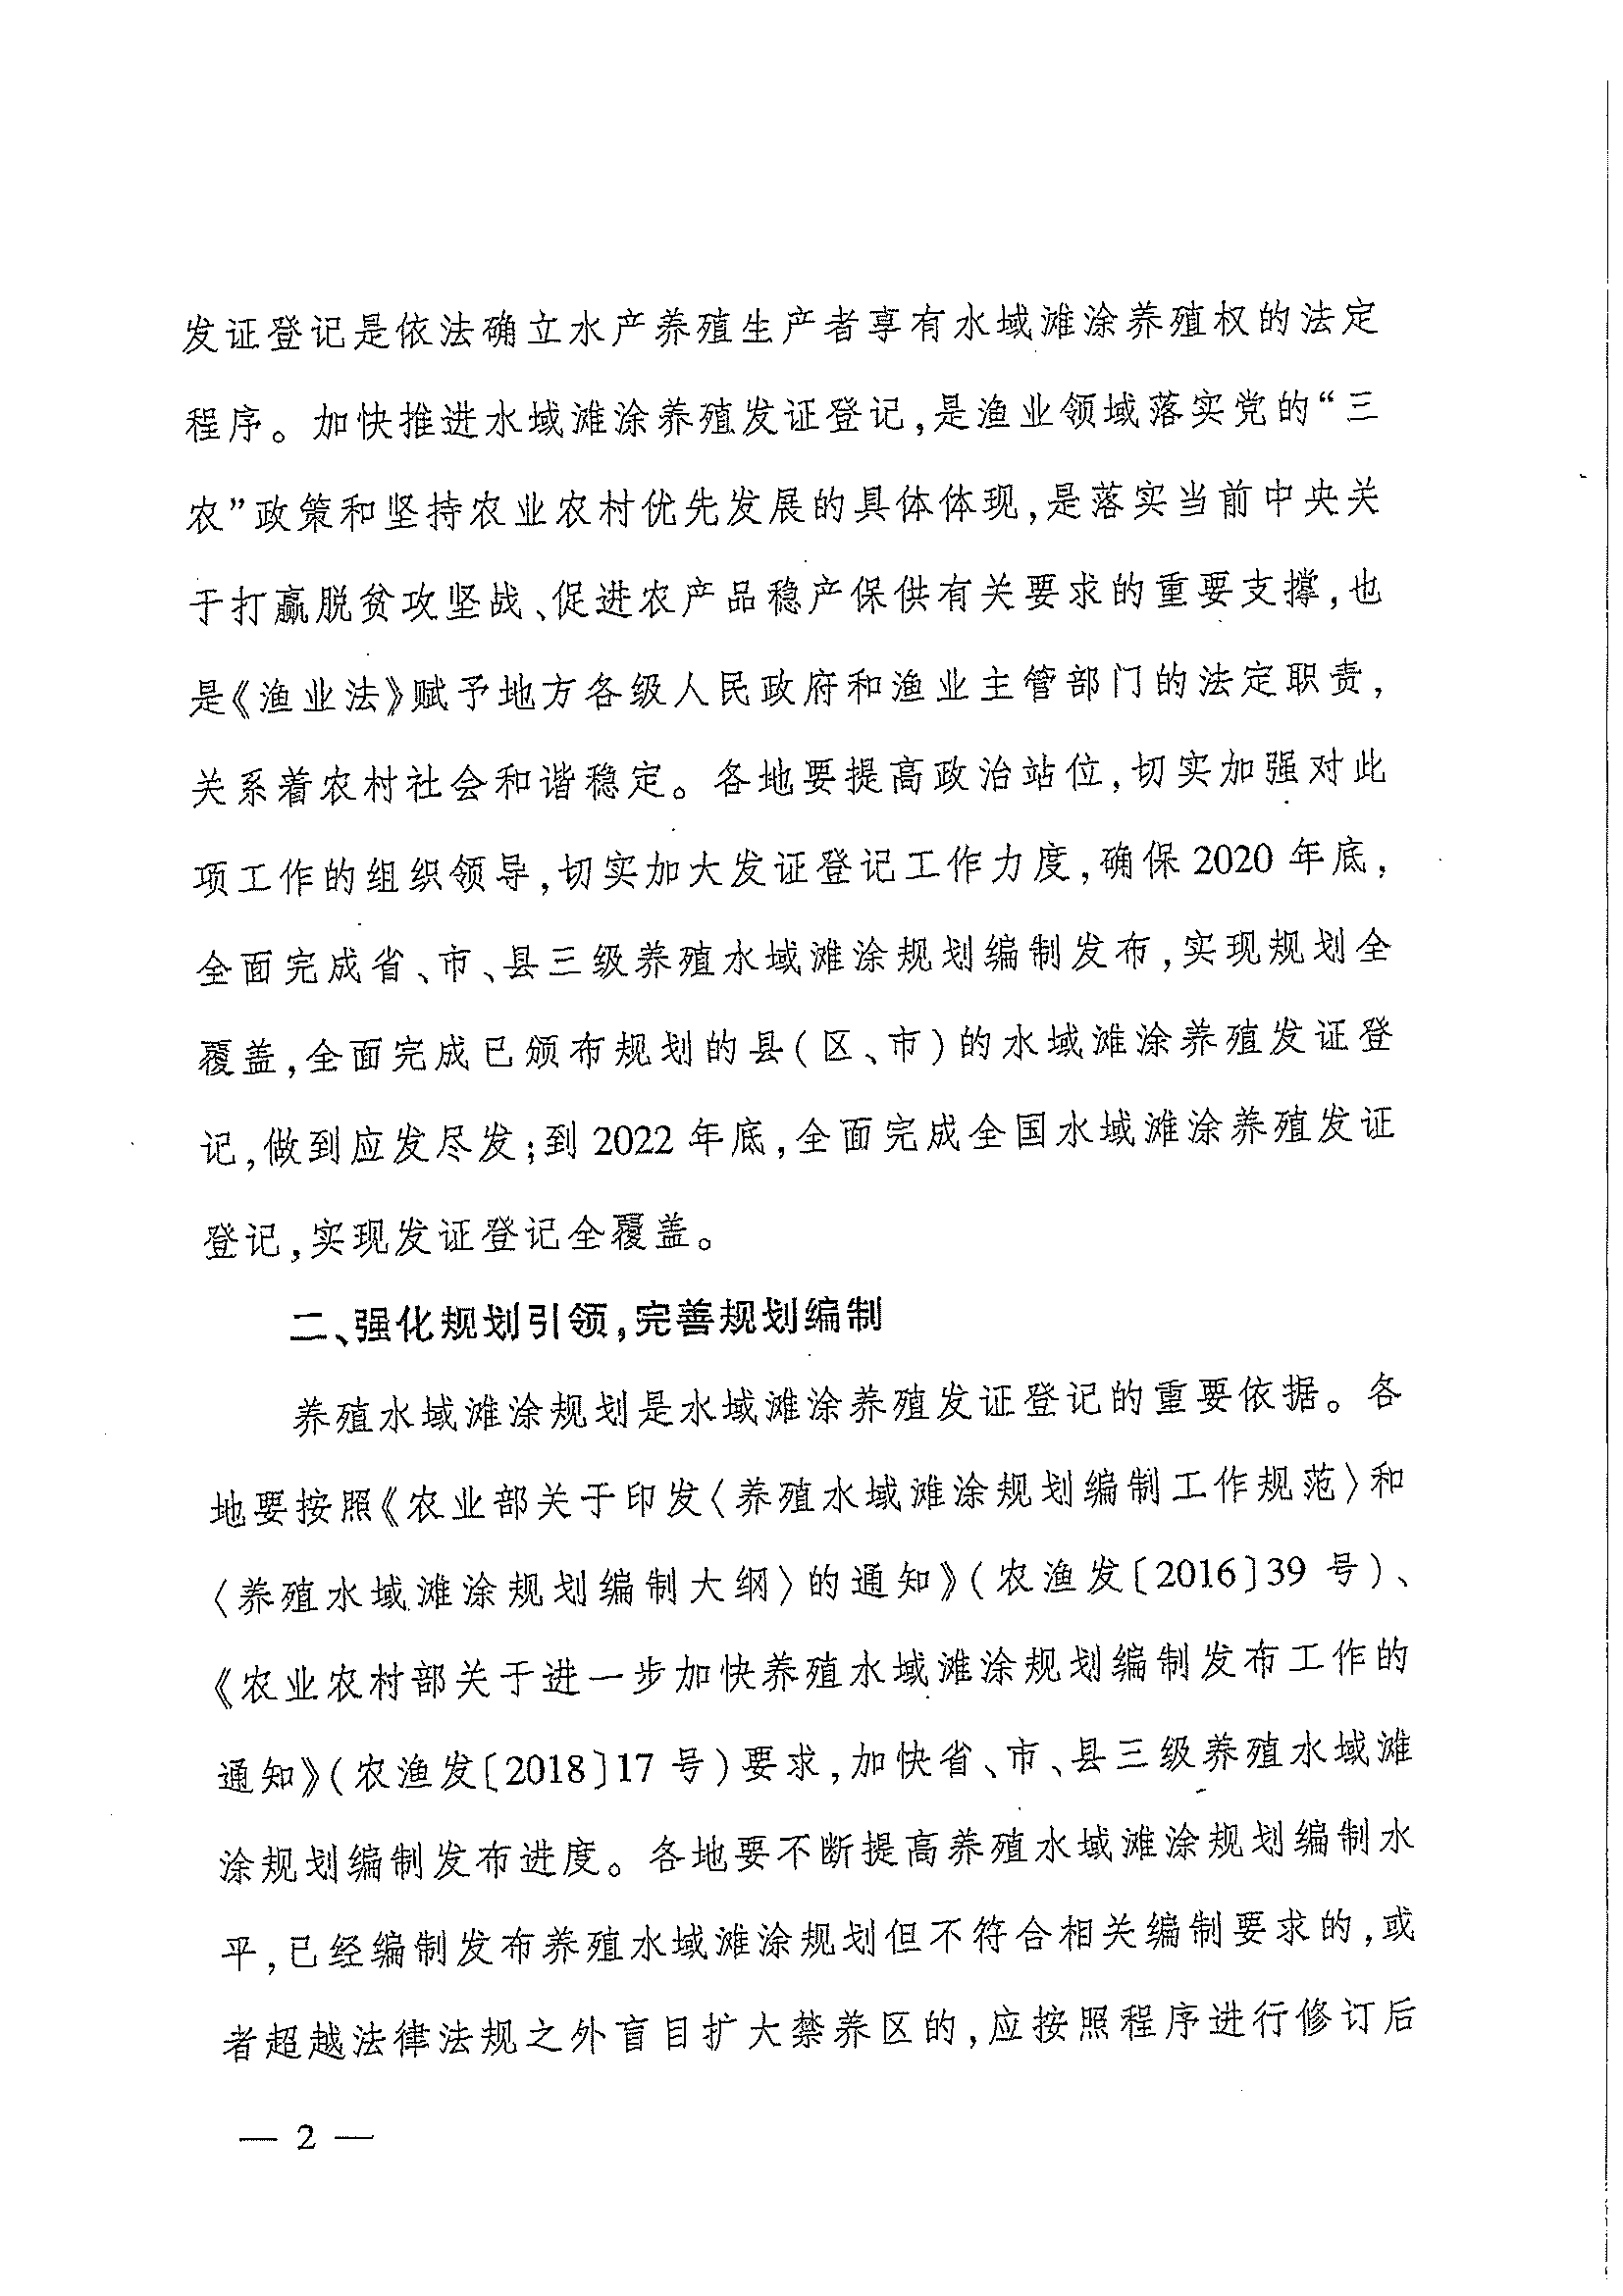 发证登记是依法确立水产养殖生产者享有水域滩涂养殖权的法定
程序。加快推进水域滩涂养殖发证登记,是渔业领域落实党的“三
农”政策和坚持农业农村优先发展的具体体现,是落实当前中央关
于打赢脱贫攻坚战、促进农产品稳产保供有关要求的重要支撑,也
是《渔业法》赋予地方各级人民政府和渔业主管部门的法定职责,
关系着农村社会和谐稳定。各地要提高政治站位,切实加强对此
项工作的组织领导,切实加大发证登记工作力度,确保 2020 年底,
全面完成省、市、县三级养殖水域滩涂规划编制发布,实现规划全
覆盖,全面完成已颁布规划的县(区、市)的水域滩涂养殖发证登
记,做到应发尽发;到 2022 年底,全面完成全国水域滩涂养殖发证
登记,实现发证登记全覆盖。
二、强化规划引领,完善规划编制
养殖水域滩涂规划是水域滩涂养殖发证登记的重要依据。各
地要按照《农业部关于印发〈养殖水域滩涂规划编制工作规范〉和
〈养殖水域滩涂规划编制大纲〉的通知》(农渔发〔2016〕39 号)、
《农业农村部关于进一步加快养殖水域滩涂规划编制发布工作的
通知》(农渔发〔2018〕17 号)要求,加快省、市、县三级养殖水域滩
涂规划编制发布进度。各地要不断提高养殖水域滩涂规划编制水
平,已经编制发布养殖水域滩涂规划但不符合相关编制要求的,或
者超越法律法规之外盲目扩大禁养区的,应按照程序进行修订后
— 2 —